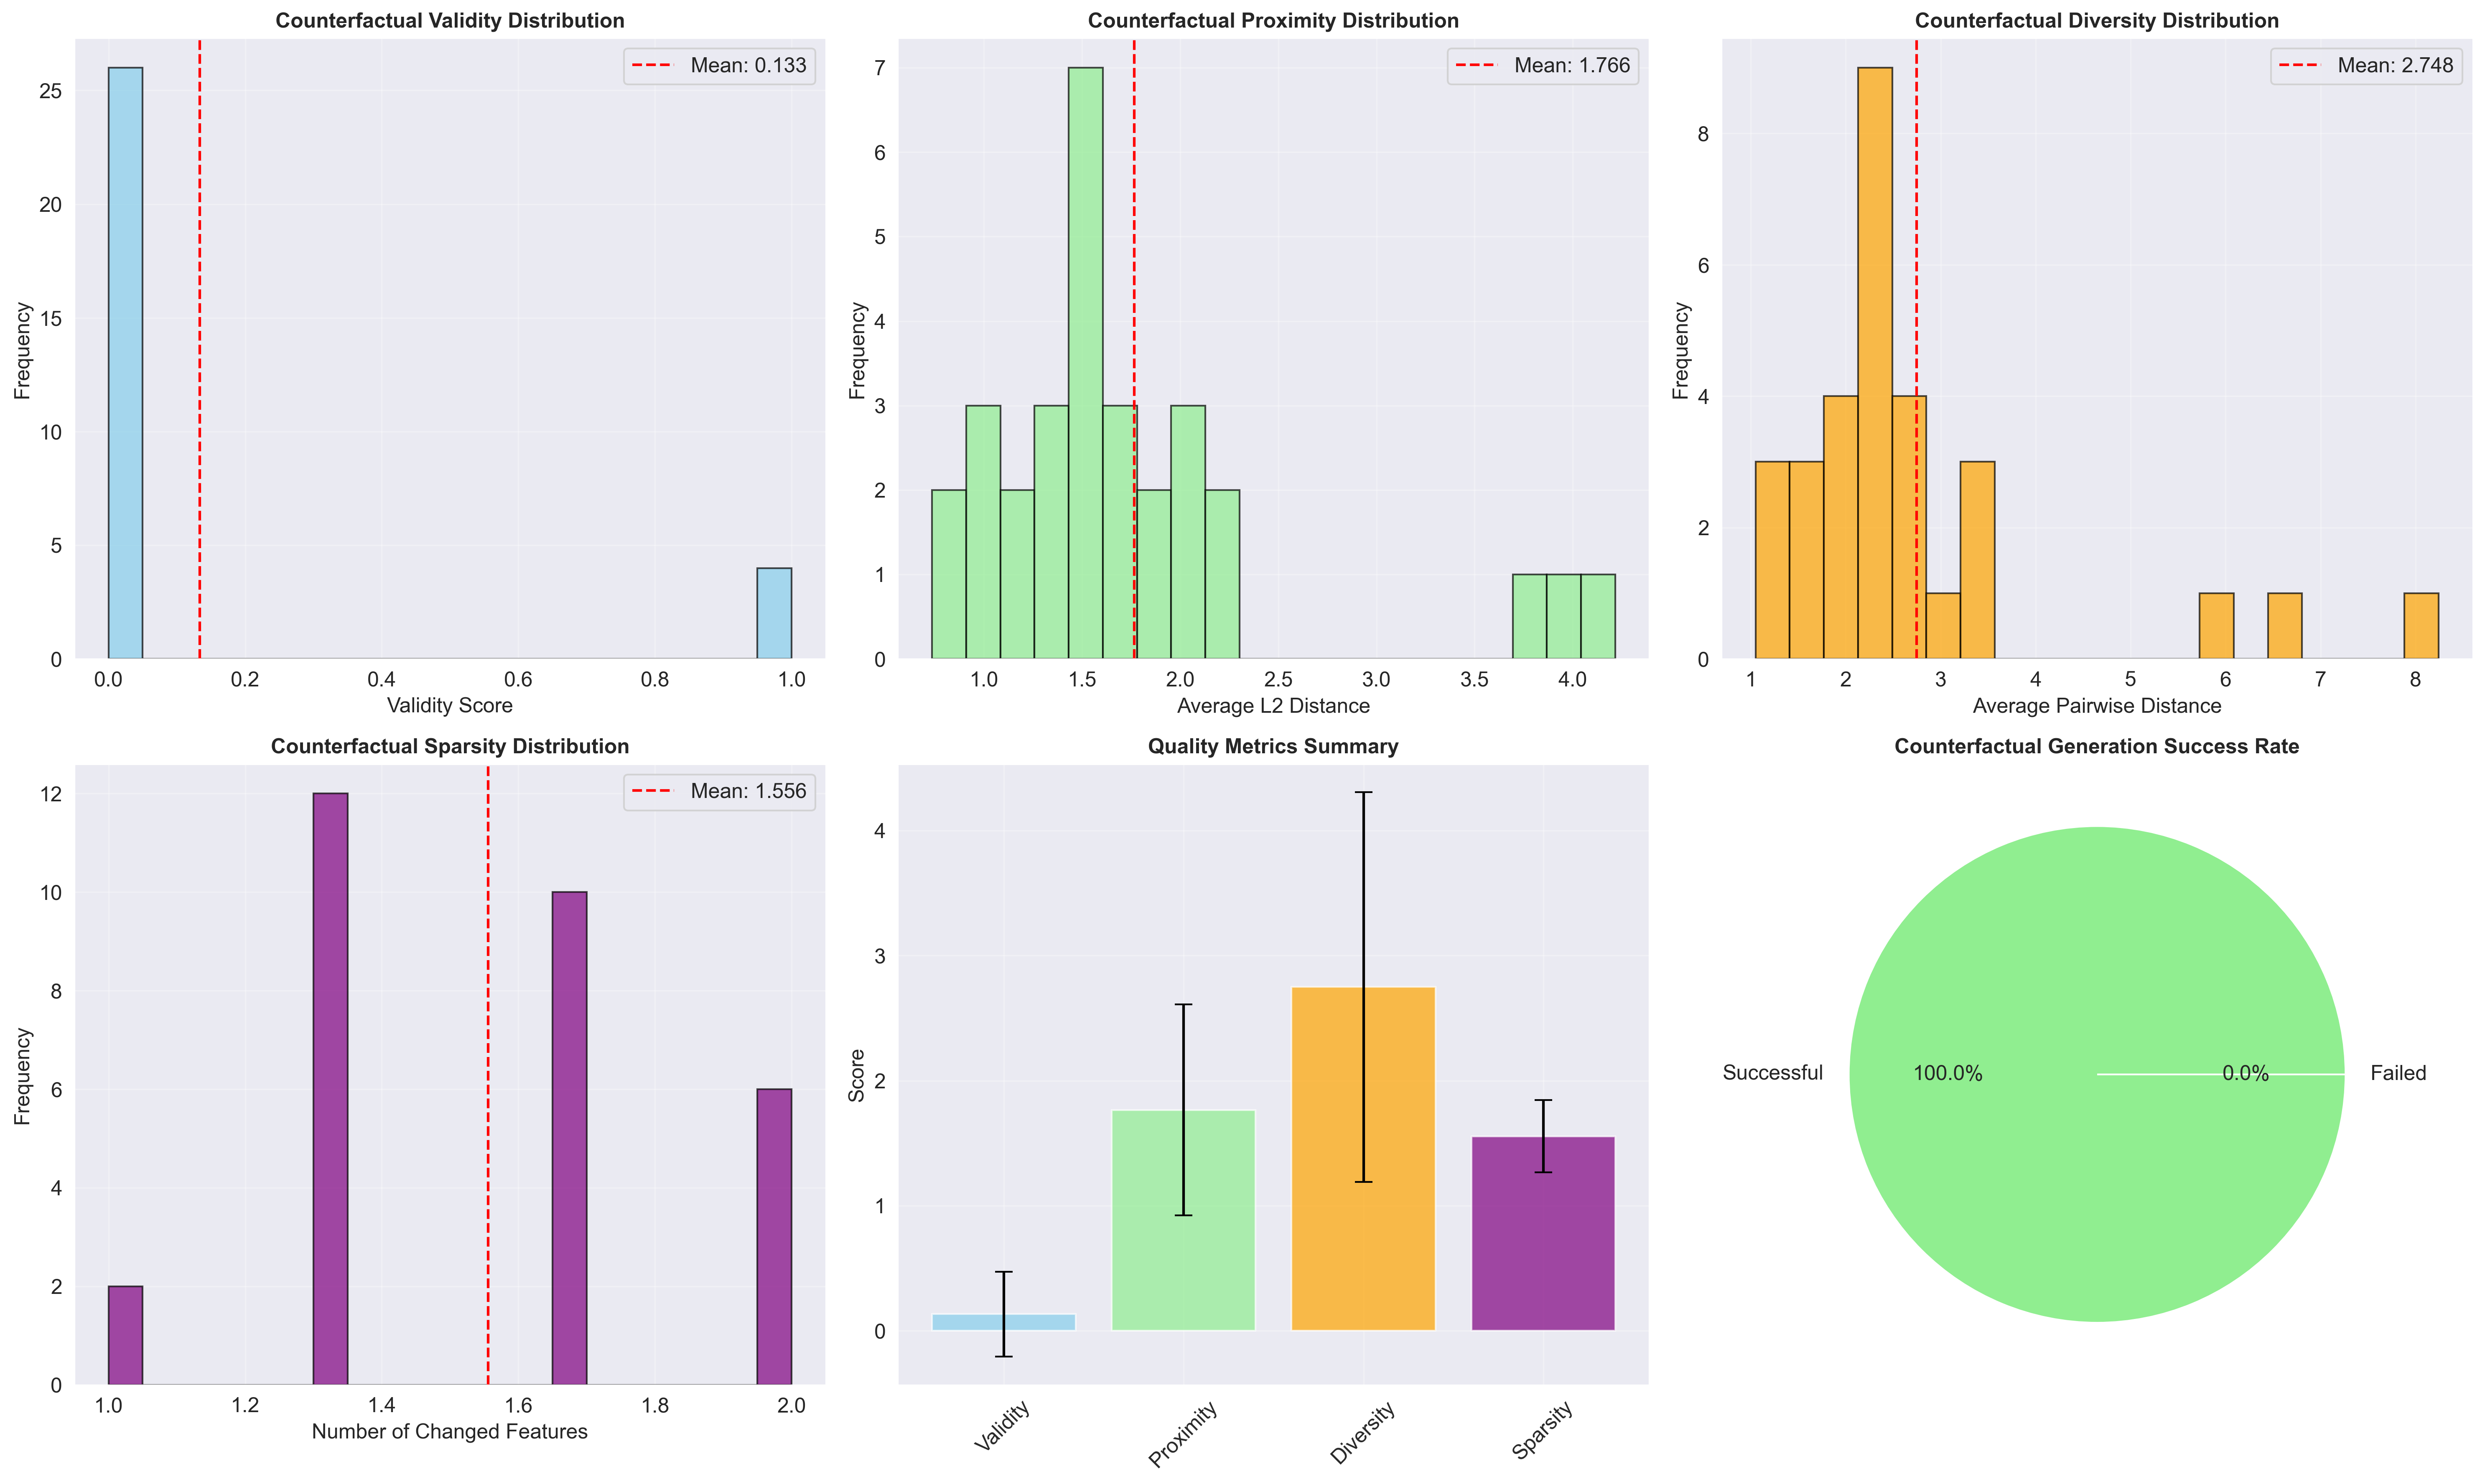 Counterfactual Validity Distribution
Mean: 0.133
Frequency
25
20
15
10
5
0
0.0 0.2 0.4 0.6 0.8 1.0
Validity Score
Counterfactual Proximity Distribution
Mean: 1.766
Frequency
7
6
5
4
3
2
1
0
1.0 1.5 2.0 2.5 3.0 3.5 4.0
Average L2 Distance
Counterfactual Diversity Distribution
Mean: 2.748
Frequency
8
6
4
2
0
1 2 3 4 5 6 7 8
Average Pairwise Distance
Counterfactual Sparsity Distribution
Mean: 1.556
Frequency
12
10
8
6
4
2
0
1.0 1.2 1.4 1.6 1.8 2.0
Number of Changed Features
Quality Metrics Summary
Score
4
3
2
1
0
Validity Proximity Diversity Sparsity
Counterfactual Generation Success Rate
Successful 100.0% 0.0% Failed